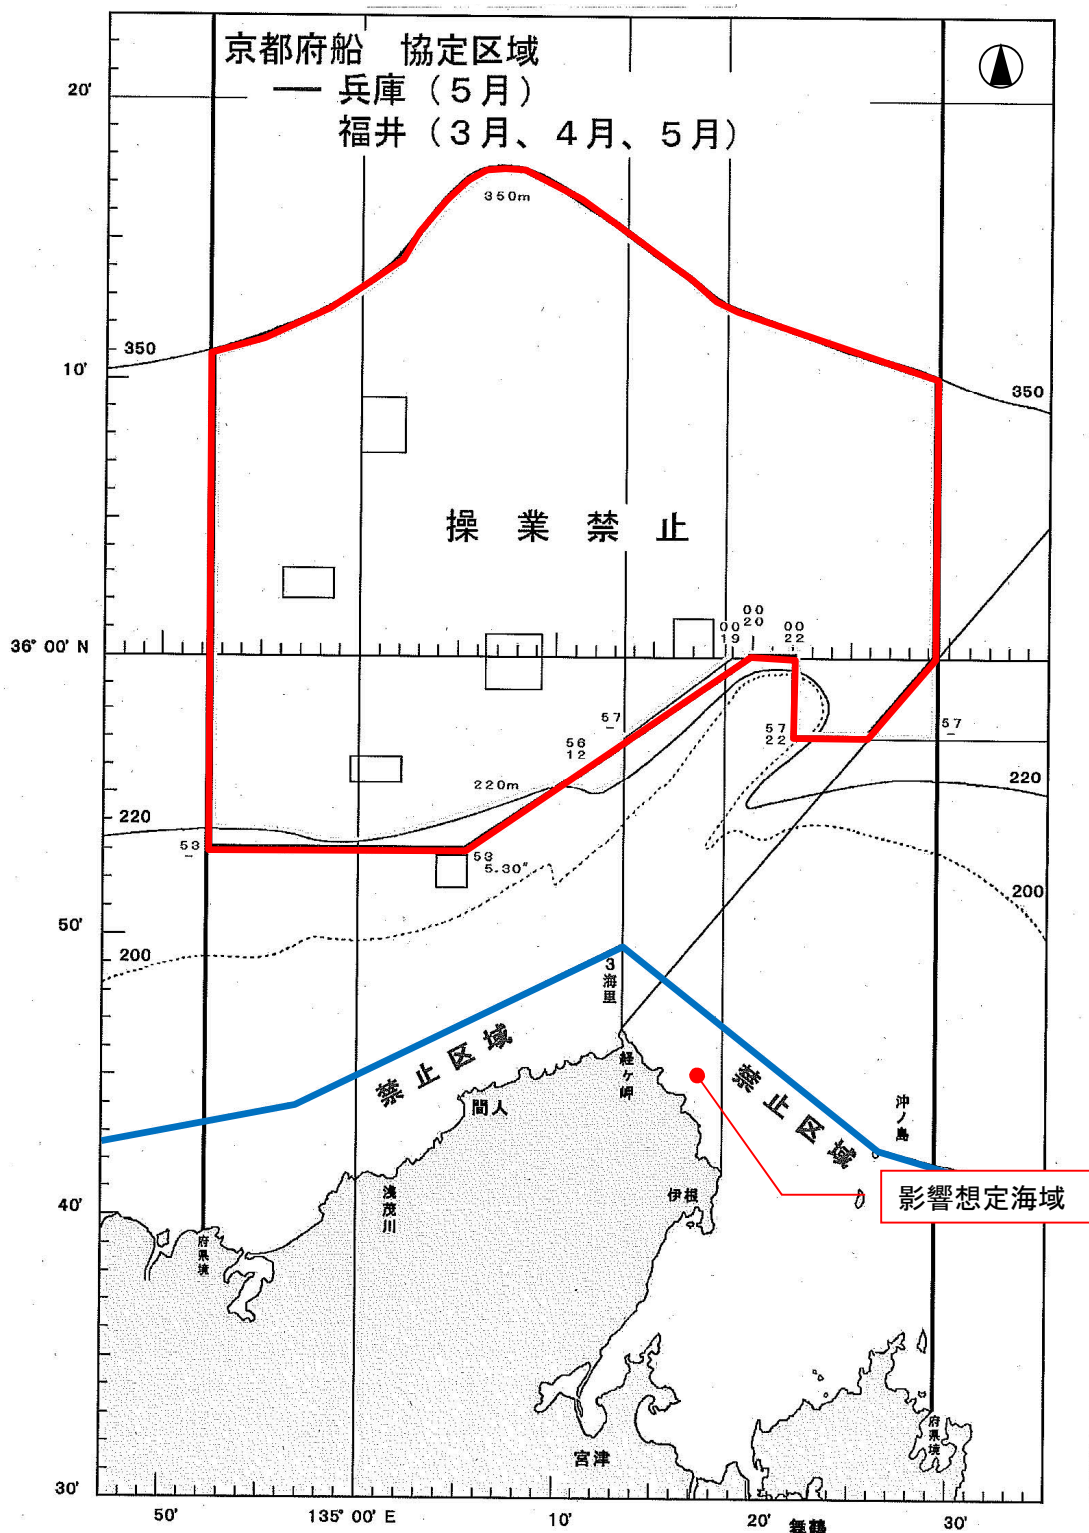 京都府船　協定区域
兵庫（５月）
福井（３月、４月、５月）
20'
350m
350
10'
350
操 業 禁 止
00
20
00
19
00
22
36° 00' N
57
57
22
57
56
12
220m
220
220
53
53
5.30"
200
50'
200
3海里
禁止区域
経ヶ岬
禁止区域
間人
沖ノ島
影響想定海域
40'
浅茂川
伊根
府県境
府県境
宮津
30'
50'
135° 00' E
10'
20'
30'
舞鶴